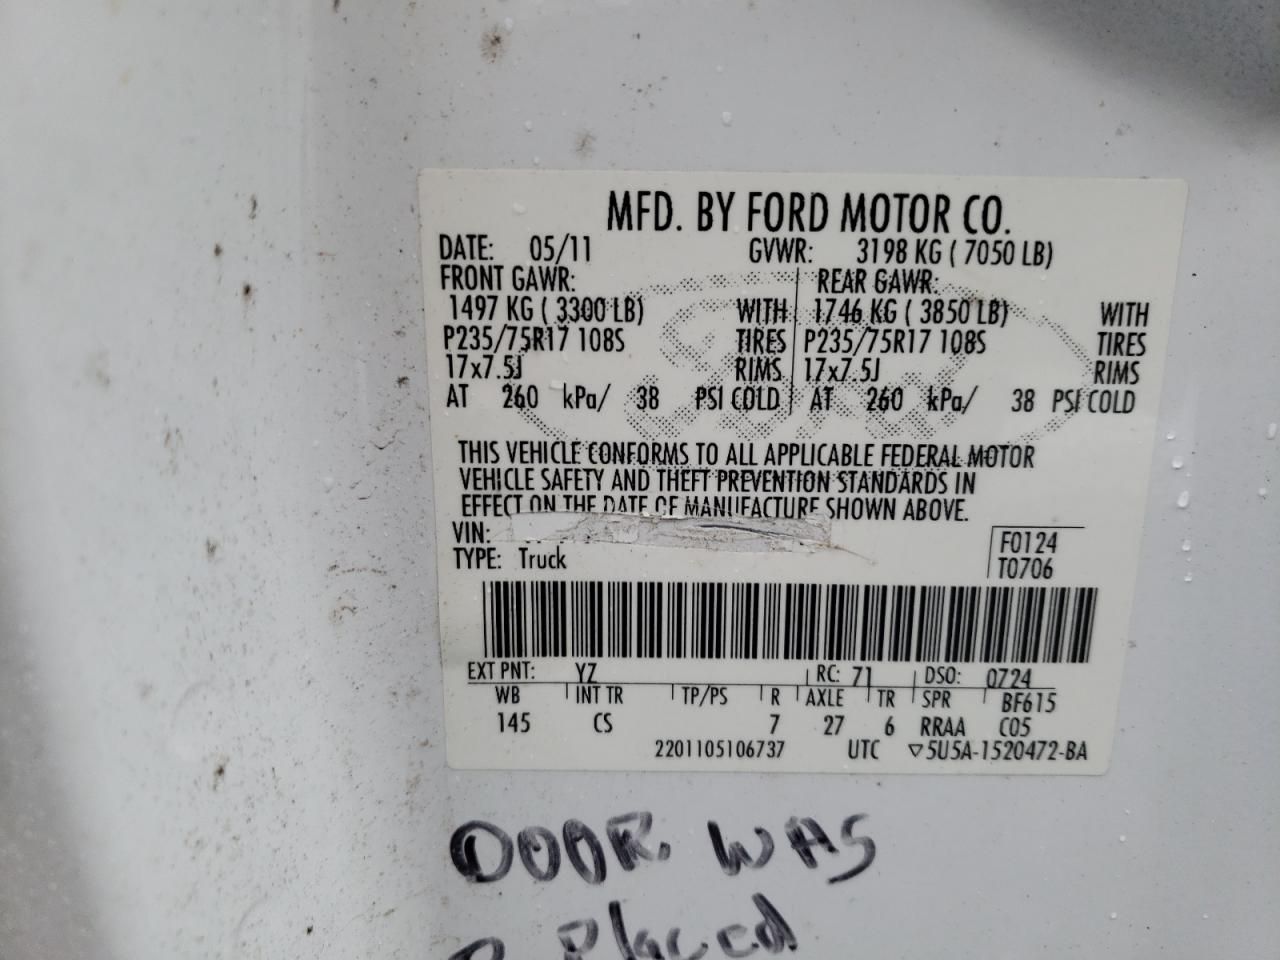 MFD. BY FORD MOTOR CO.
DATE: 05/11 GVWR: 3198 KG ( 7050 LB)
FRONT GAWR: REAR GAWR:
1497 KG ( 3300 LB) WITH 1746 KG ( 3850 LB) WITH
P235/75R17 108S TIRES P235/75R17 108S TIRES
17x7.5J RIMS 17x7.5J RIMS
AT 260 kPa/ 38 PSI COLD AT 260 kPa/ 38 PSI COLD
THIS VEHICLE CONFORMS TO ALL APPLICABLE FEDERAL MOTOR
VEHICLE SAFETY AND THEFT PREVENTION STANDARDS IN
EFFECT ON THE DATE OF MANUFACTURE SHOWN ABOVE.
VIN:
F0124
TYPE: Truck T0706
EXT PNT: YZ RC: 71 DSO: 0724
WB INT TR TP/PS R AXLE TR SPR BF615
145 CS 7 27 6 RRAA C05
2201105106737 UTC ▽5U5A-1520472-BA
DOOR WAS
Replaced